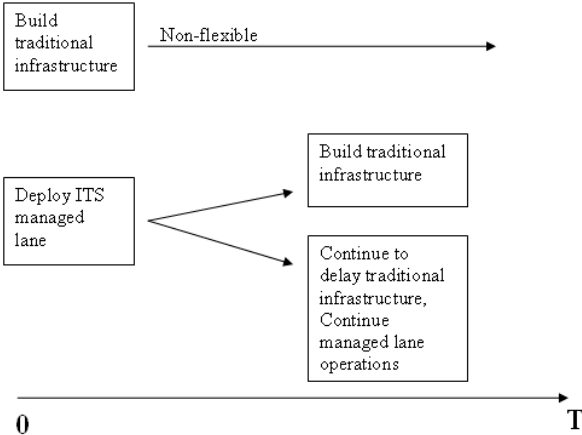 Build
traditional
infrastructure
Non-flexible
Deploy ITS
managed
lane
Build traditional
infrastructure
Continue to
delay traditional
infrastructure,
Continue
managed lane
operations
0
T